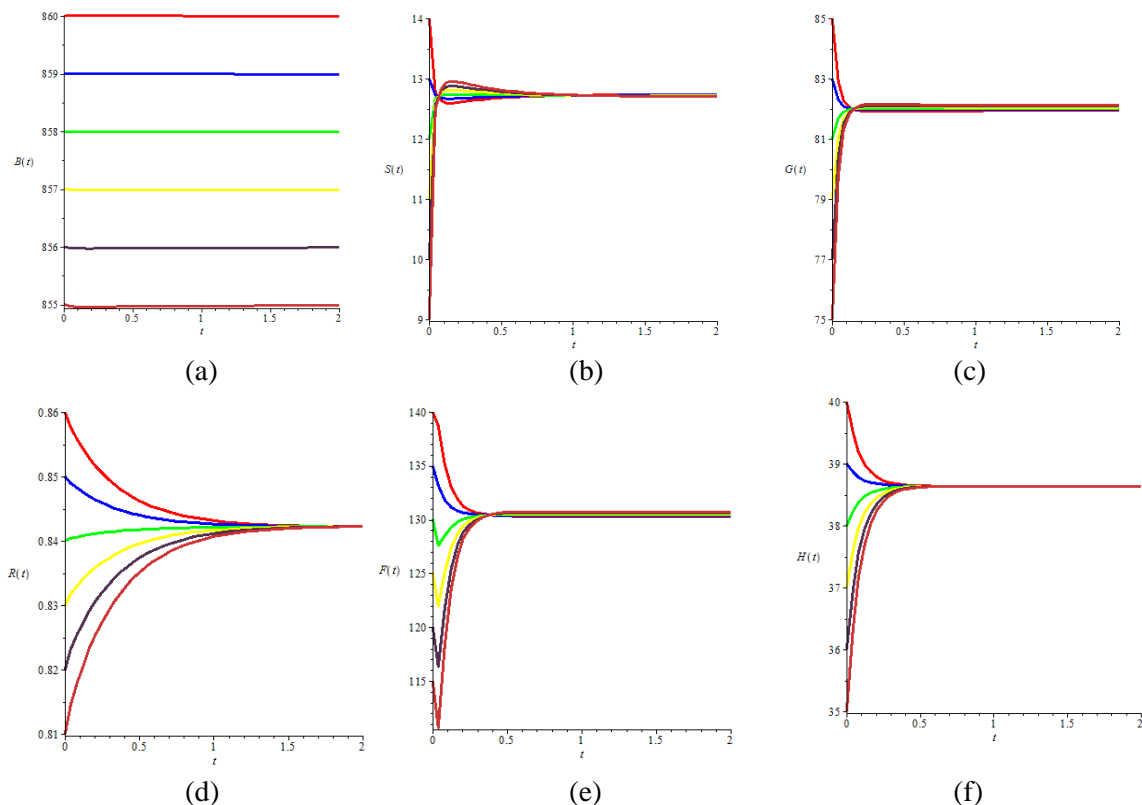 860
859
858
B(t)
857
856
855
0 0.5 1 1.5 2
t
(a)
14
13
12
S(t)
11
10
9
0 0.5 1 1.5 2
t
(b)
85
83
81
G(t)
79
77
75
0 0.5 1 1.5 2
t
(c)
0.86
0.85
0.84
R(t)
0.83
0.82
0.81
0 0.5 1 1.5 2
t
(d)
140
135
130
F(t)
125
120
115
0 0.5 1 1.5 2
t
(e)
40
39
38
H(t)
37
36
35
0 0.5 1 1.5 2
t
(f)